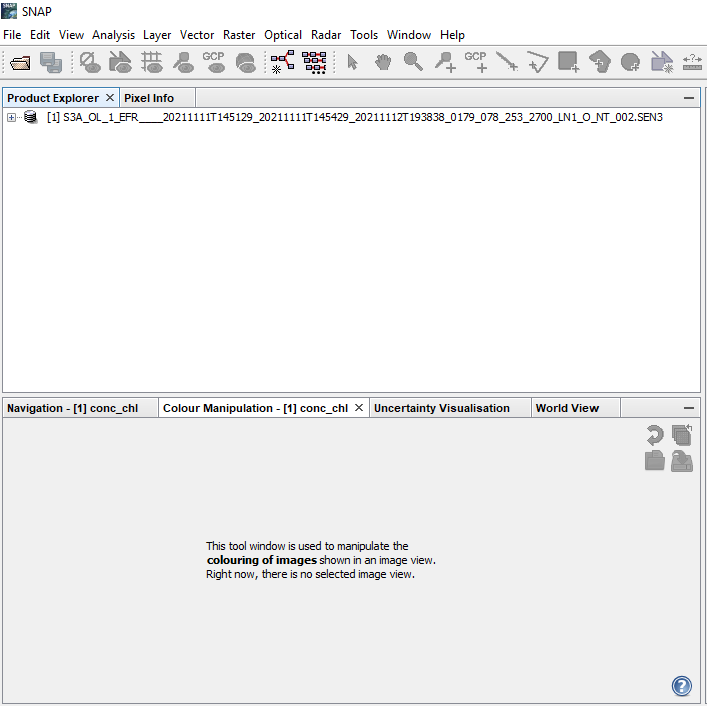 SNAP
File Edit View Analysis Layer Vector Raster Optical Radar Tools Window Help
GCP GCP
Product Explorer Pixel Info
[1] S3A_OL_1_EFR____20211111T145129_20211111T145429_20211112T193838_0179_078_253_2700_LN1_O_NT_002.SEN3
Navigation - [1] conc_chl Colour Manipulation - [1] conc_chl Uncertainty Visualisation World View
This tool window is used to manipulate the
colouring of images shown in an image view.
Right now, there is no selected image view.